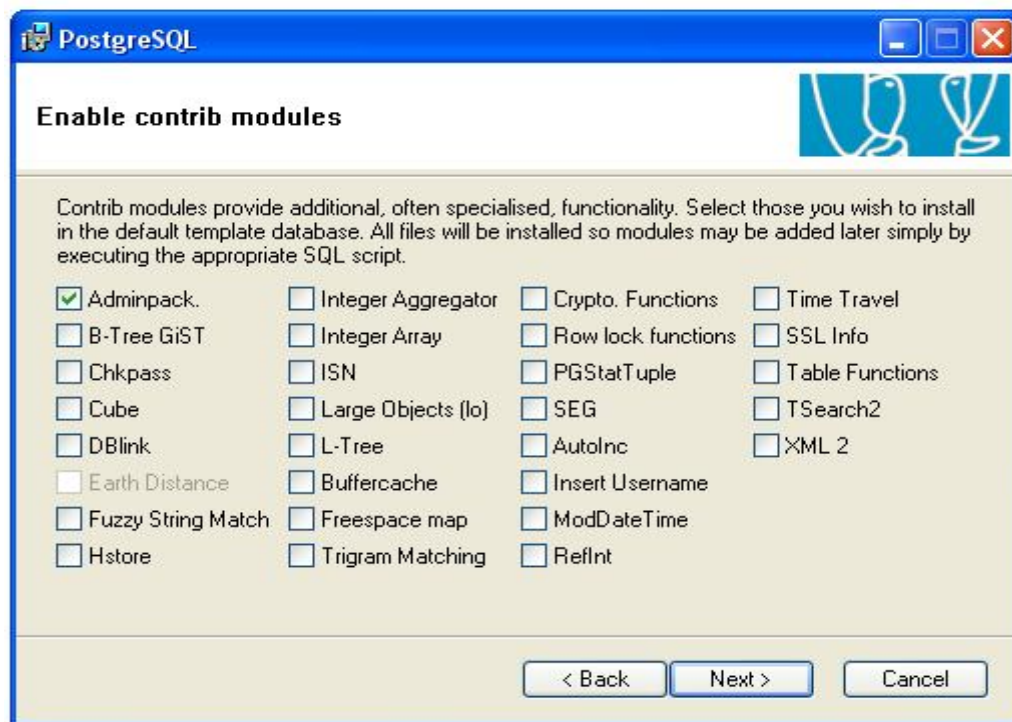 PostgreSQL
Enable contrib modules
Contrib modules provide additional, often specialised, functionality. Select those you wish to install
in the default template database. All files will be installed so modules may be added later simply by
executing the appropriate SQL script.
Adminpack. Integer Aggregator Crypto. Functions Time Travel
B-Tree GiST Integer Array Row lock functions SSL Info
Chkpass ISN PGStatTuple Table Functions
Cube Large Objects (lo) SEG TSearch2
DBlink L-Tree AutoInc XML 2
Earth Distance Buffercache Insert Username
Fuzzy String Match Freespace map ModDateTime
Hstore Trigram Matching RefInt
< Back Next > Cancel